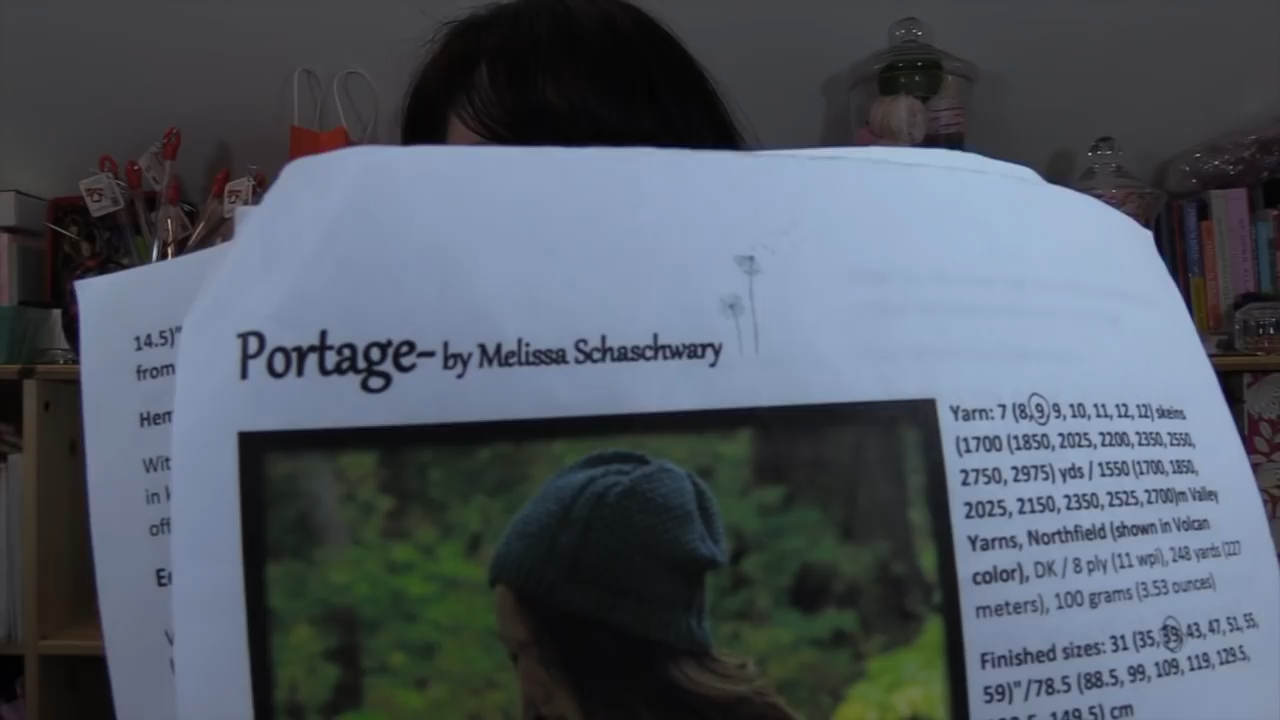 Portage- by Melissa Schaschwary
Yarn: 7 (8, 9, 9, 10, 11, 12, 12) skeins
(1700 (1850, 2025, 2200, 2350, 2550,
2750, 2975) yds / 1550 (1700, 1850,
2025, 2150, 2350, 2525, 2700)m Valley
Yarns, Northfield (shown in Volcan
color), DK / 8 ply (11 wpi), 248 yards (227
meters), 100 grams (3.53 ounces)
Finished sizes: 31 (35, 39, 43, 47, 51, 55,
59)"/78.5 (88.5, 99, 109, 119, 129.5,
149.5) cm
14.5)"
from
Hem
Wit
in
off